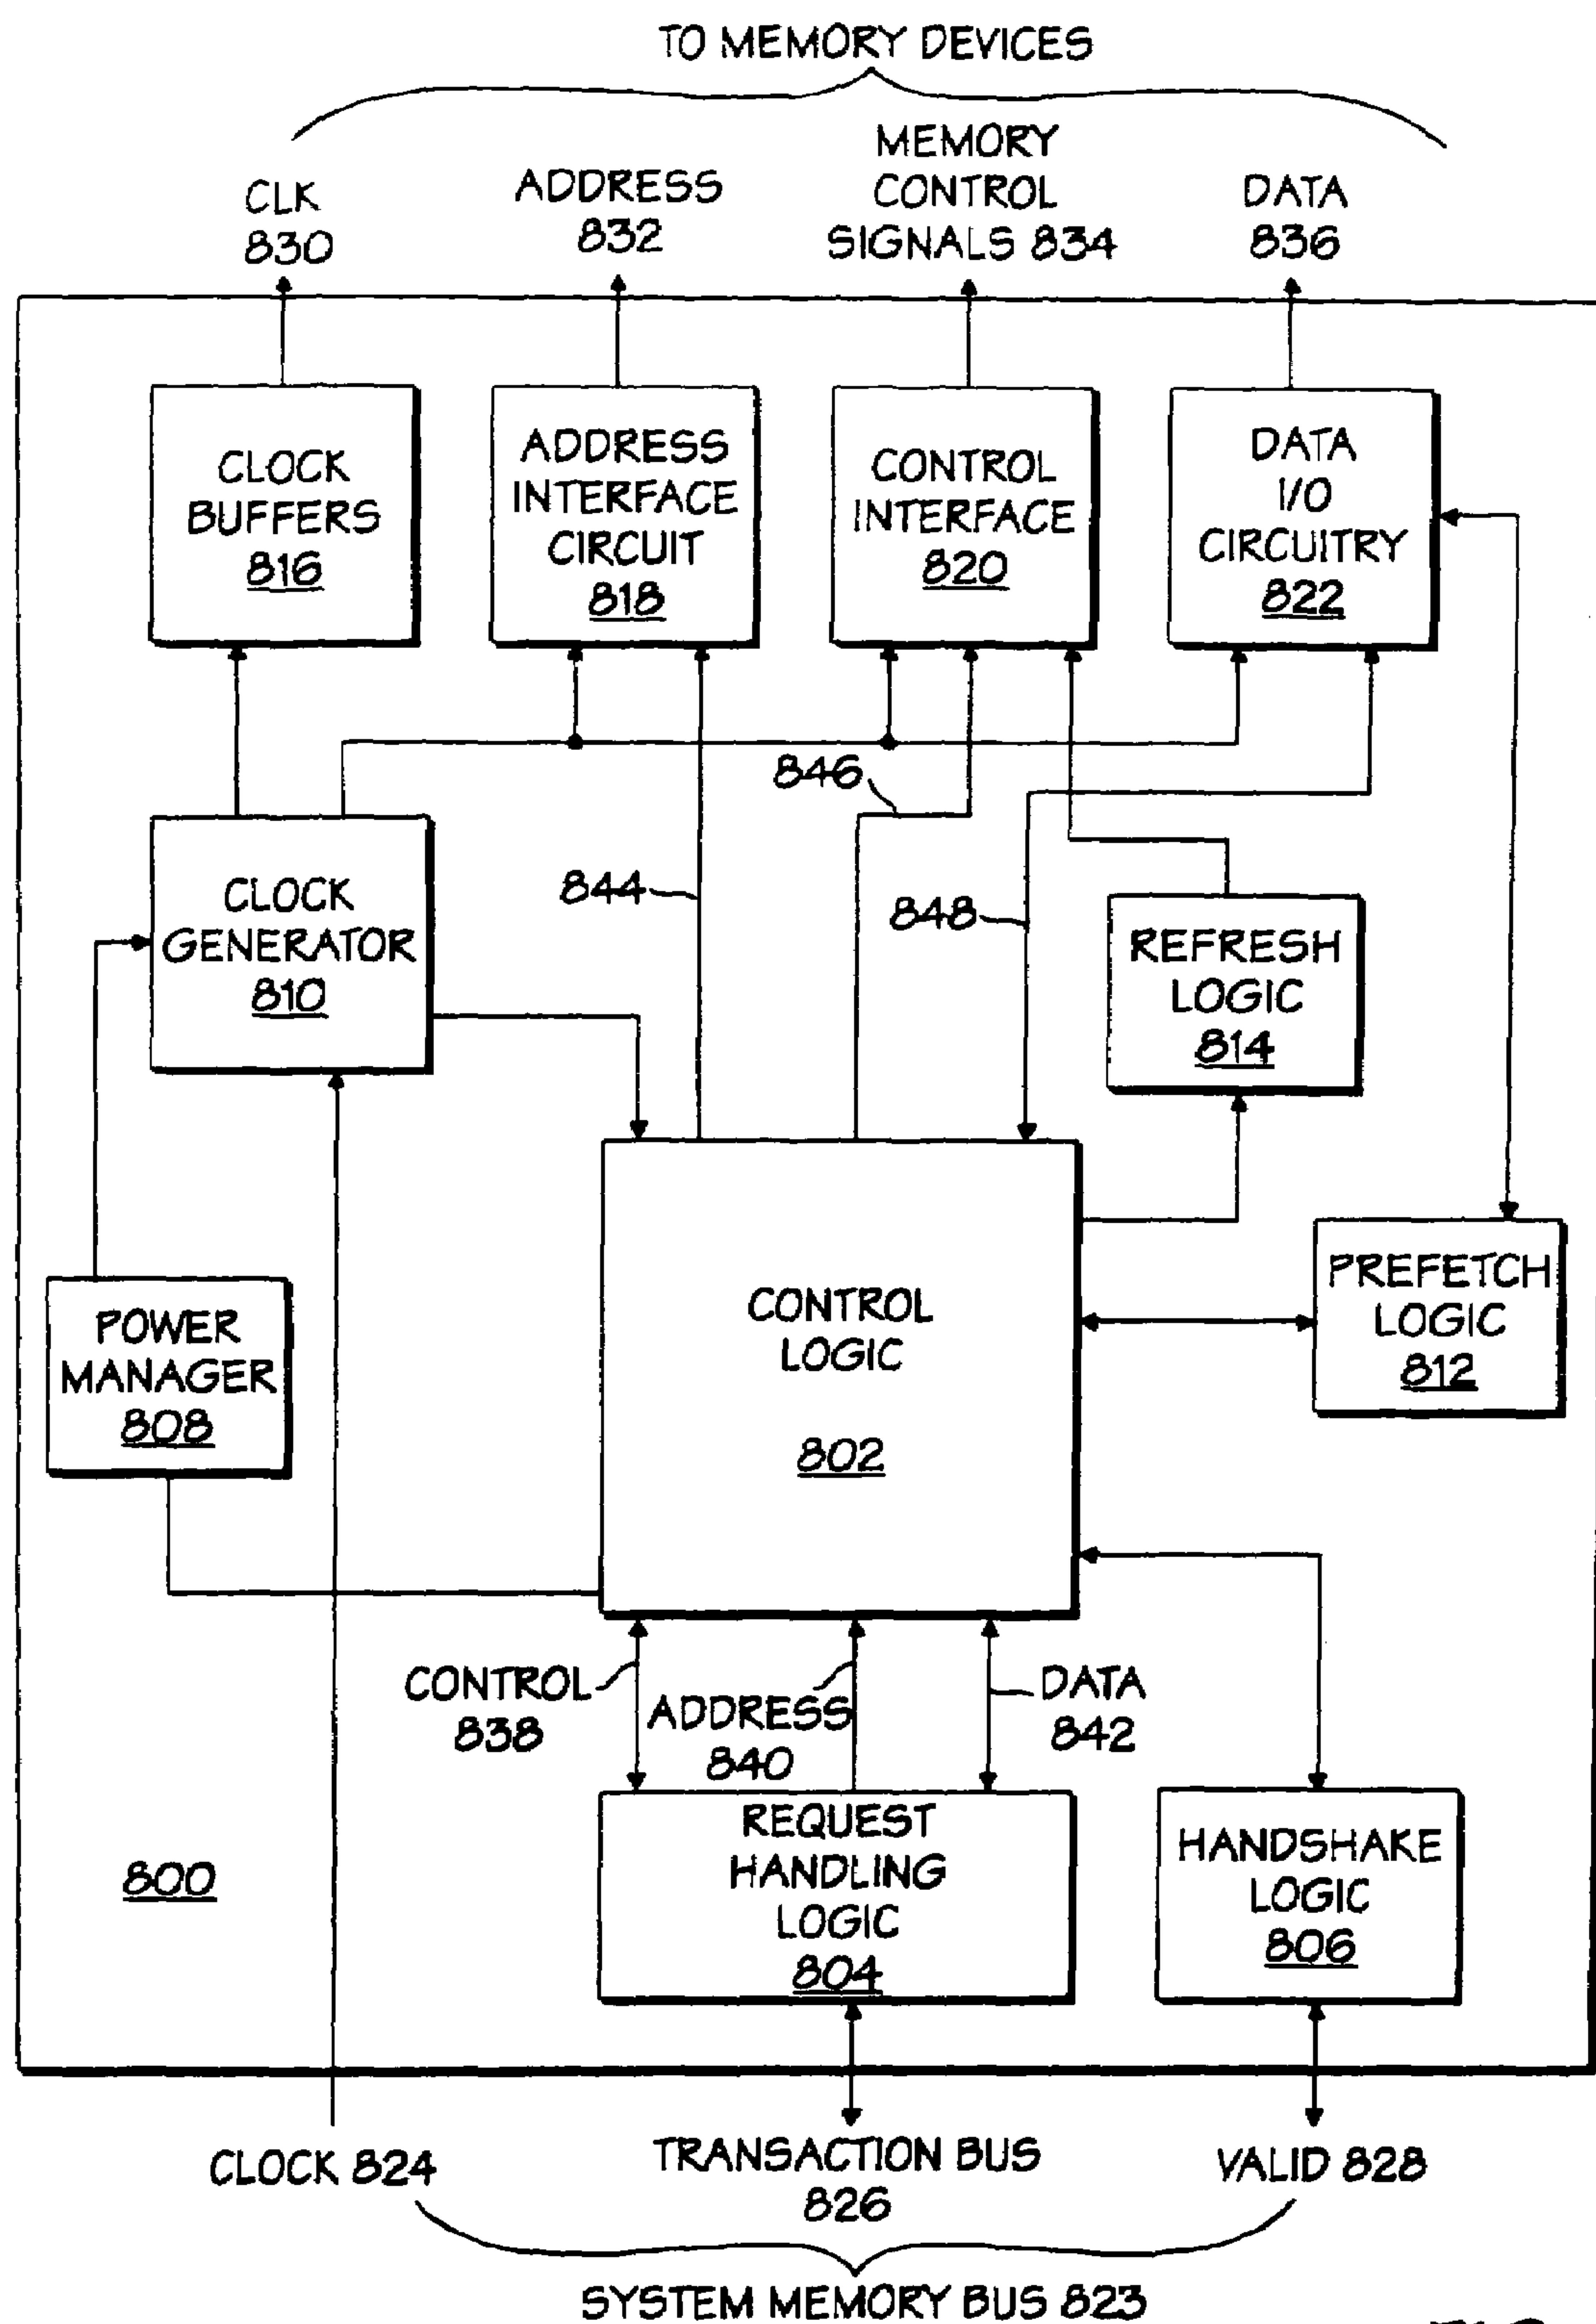 TO MEMORY DEVICES
CLK
830
ADDRESS
832
MEMORY
CONTROL
SIGNALS 834
DATA
836
CLOCK
BUFFERS
816
ADDRESS
INTERFACE
CIRCUIT
818
CONTROL
INTERFACE
820
DATA
I/O
CIRCUITRY
822
846
844
848
CLOCK
GENERATOR
810
REFRESH
LOGIC
814
POWER
MANAGER
808
CONTROL
LOGIC
802
PREFETCH
LOGIC
812
CONTROL
838
ADDRESS
840
DATA
842
REQUEST
HANDLING
LOGIC
804
HANDSHAKE
LOGIC
806
800
CLOCK 824
TRANSACTION BUS
826
VALID 828
SYSTEM MEMORY BUS 823